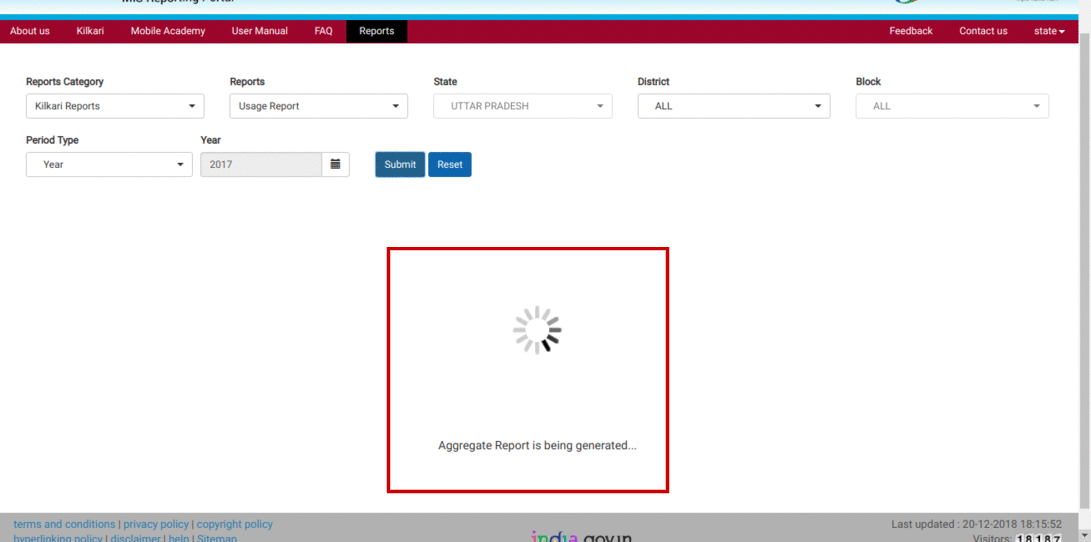 MIS Reporting Portal
About us Kilkari Mobile Academy User Manual FAQ Reports Feedback Contact us state
Reports Category Reports State District Block
Kilkari Reports Usage Report UTTAR PRADESH ALL ALL
Period Type Year
Year 2017 Submit Reset
Aggregate Report is being generated...
terms and conditions | privacy policy | copyright policy Last updated : 20-12-2018 18:15:52
hyperlinking policy | disclaimer | help | Sitemap india.gov.in Visitors: 18187